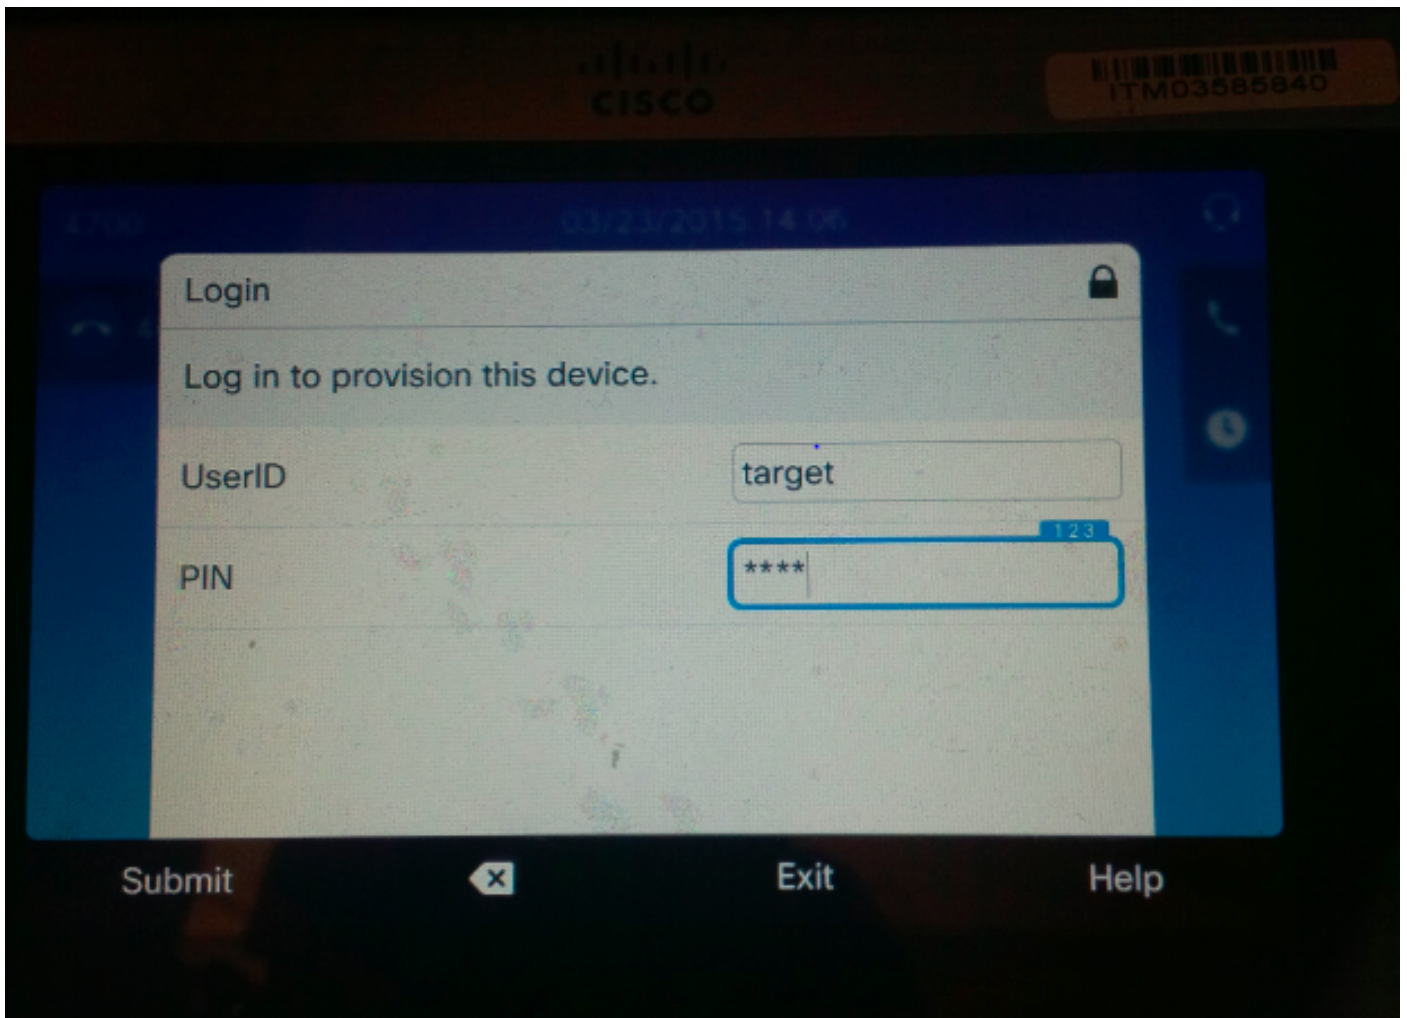 CISCO
ITM03585840
4700
03/23/2015 14:06
Login
Log in to provision this device.
UserID
target
123
PIN
****
Submit
Exit
Help